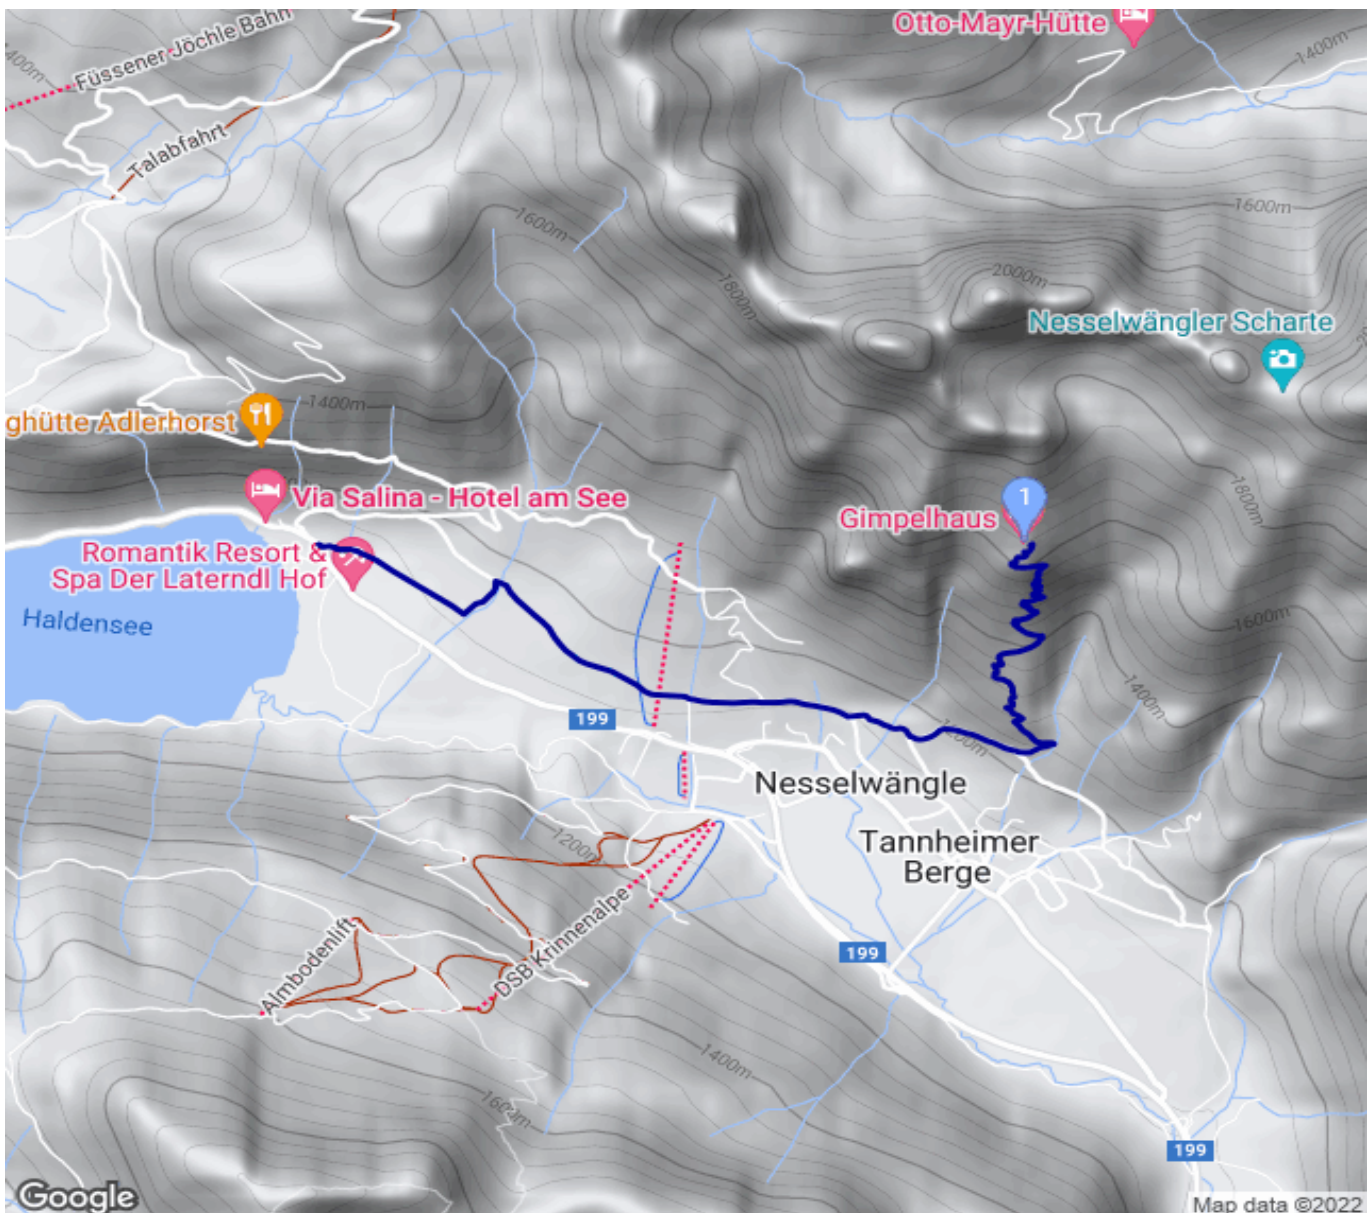 Otto-Mayr-Hütte
Füssener Jöchle Bahn
1400m
1400m
Talabfahrt
1600m
1600m
2000m
1800m
Nesselwängler Scharte
1400m
ghütte Adlerhorst
Via Salina - Hotel am See
1
Gimpelhaus
1800m
Romantik Resort &
Spa Der Laterndl Hof
Haldensee
1600m
1400m
199
Nesselwängle
Tannheimer
Berge
1200m
DSB Krinnenalpe
Almbodenlift
199
1400m
1600m
199
Google
Map data ©2022